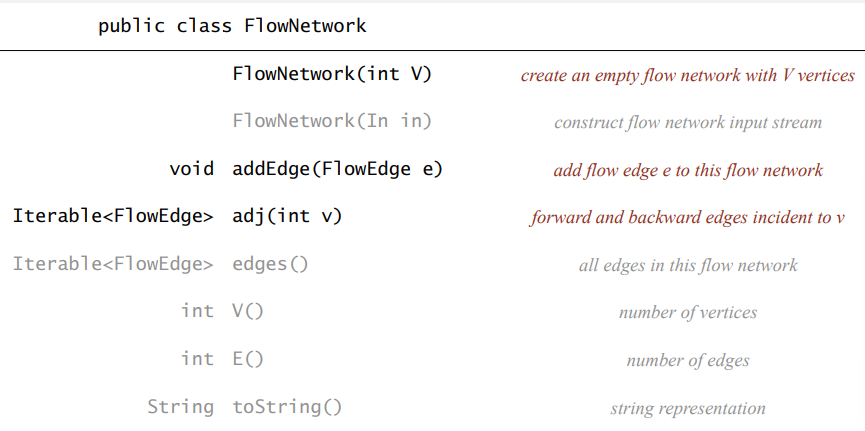 public class FlowNetwork
FlowNetwork(int V) create an empty flow network with V vertices
FlowNetwork(In in) construct flow network input stream
void addEdge(FlowEdge e) add flow edge e to this flow network
Iterable<FlowEdge> adj(int v) forward and backward edges incident to v
Iterable<FlowEdge> edges() all edges in this flow network
int V() number of vertices
int E() number of edges
String toString() string representation